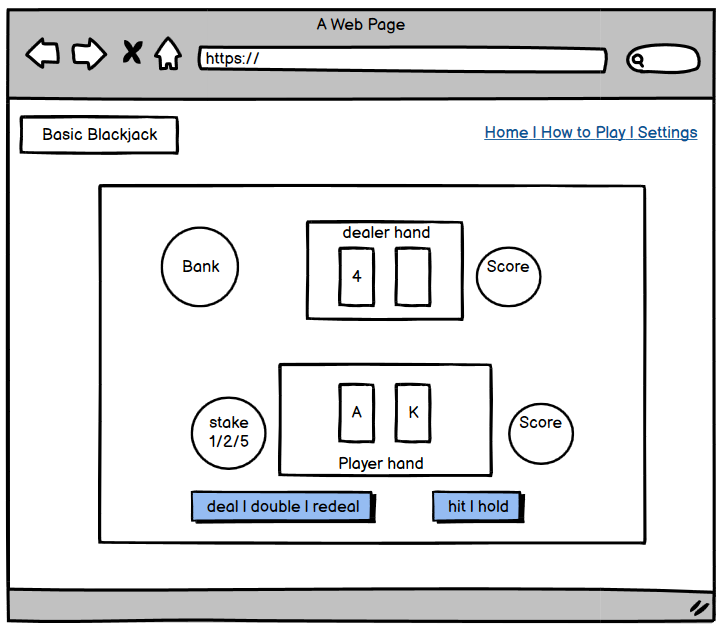 A Web Page
https://
Basic Blackjack
Home | How to Play | Settings
dealer hand
Bank
4
Score
stake
1/2/5
A
K
Score
Player hand
deal | double | redeal
hit | hold